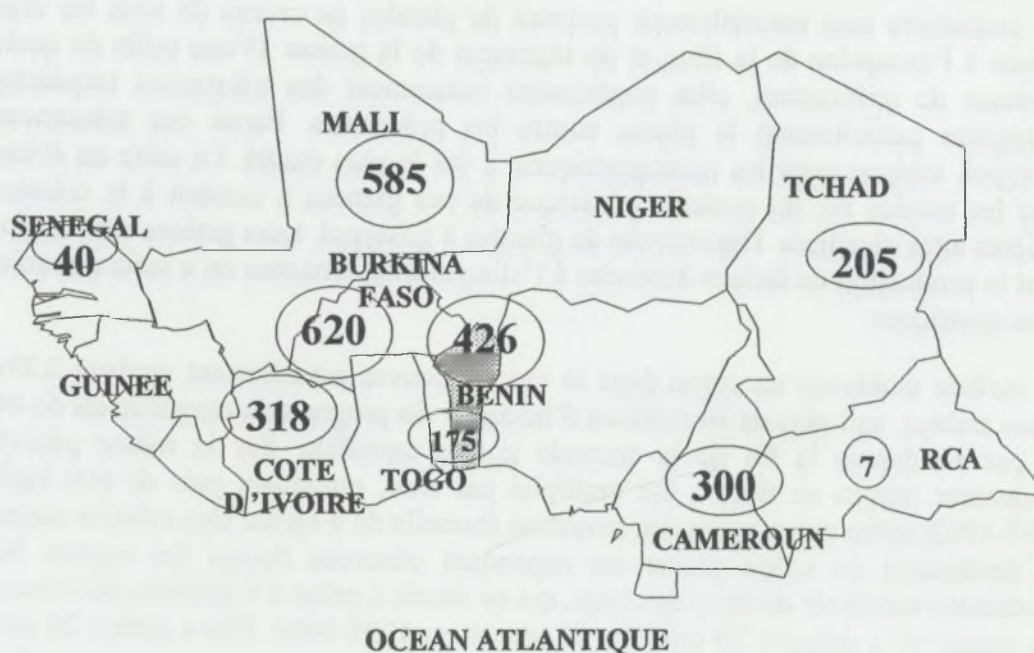 MALI
585
TCHAD
NIGER
SENEGAL
40
205
BURKINA
FASO
620
426
GUINEE
BENIN
318
175
RCA
COTE
TOGO
300
D'IVOIRE
CAMEROUN
OCEAN ATLANTIQUE